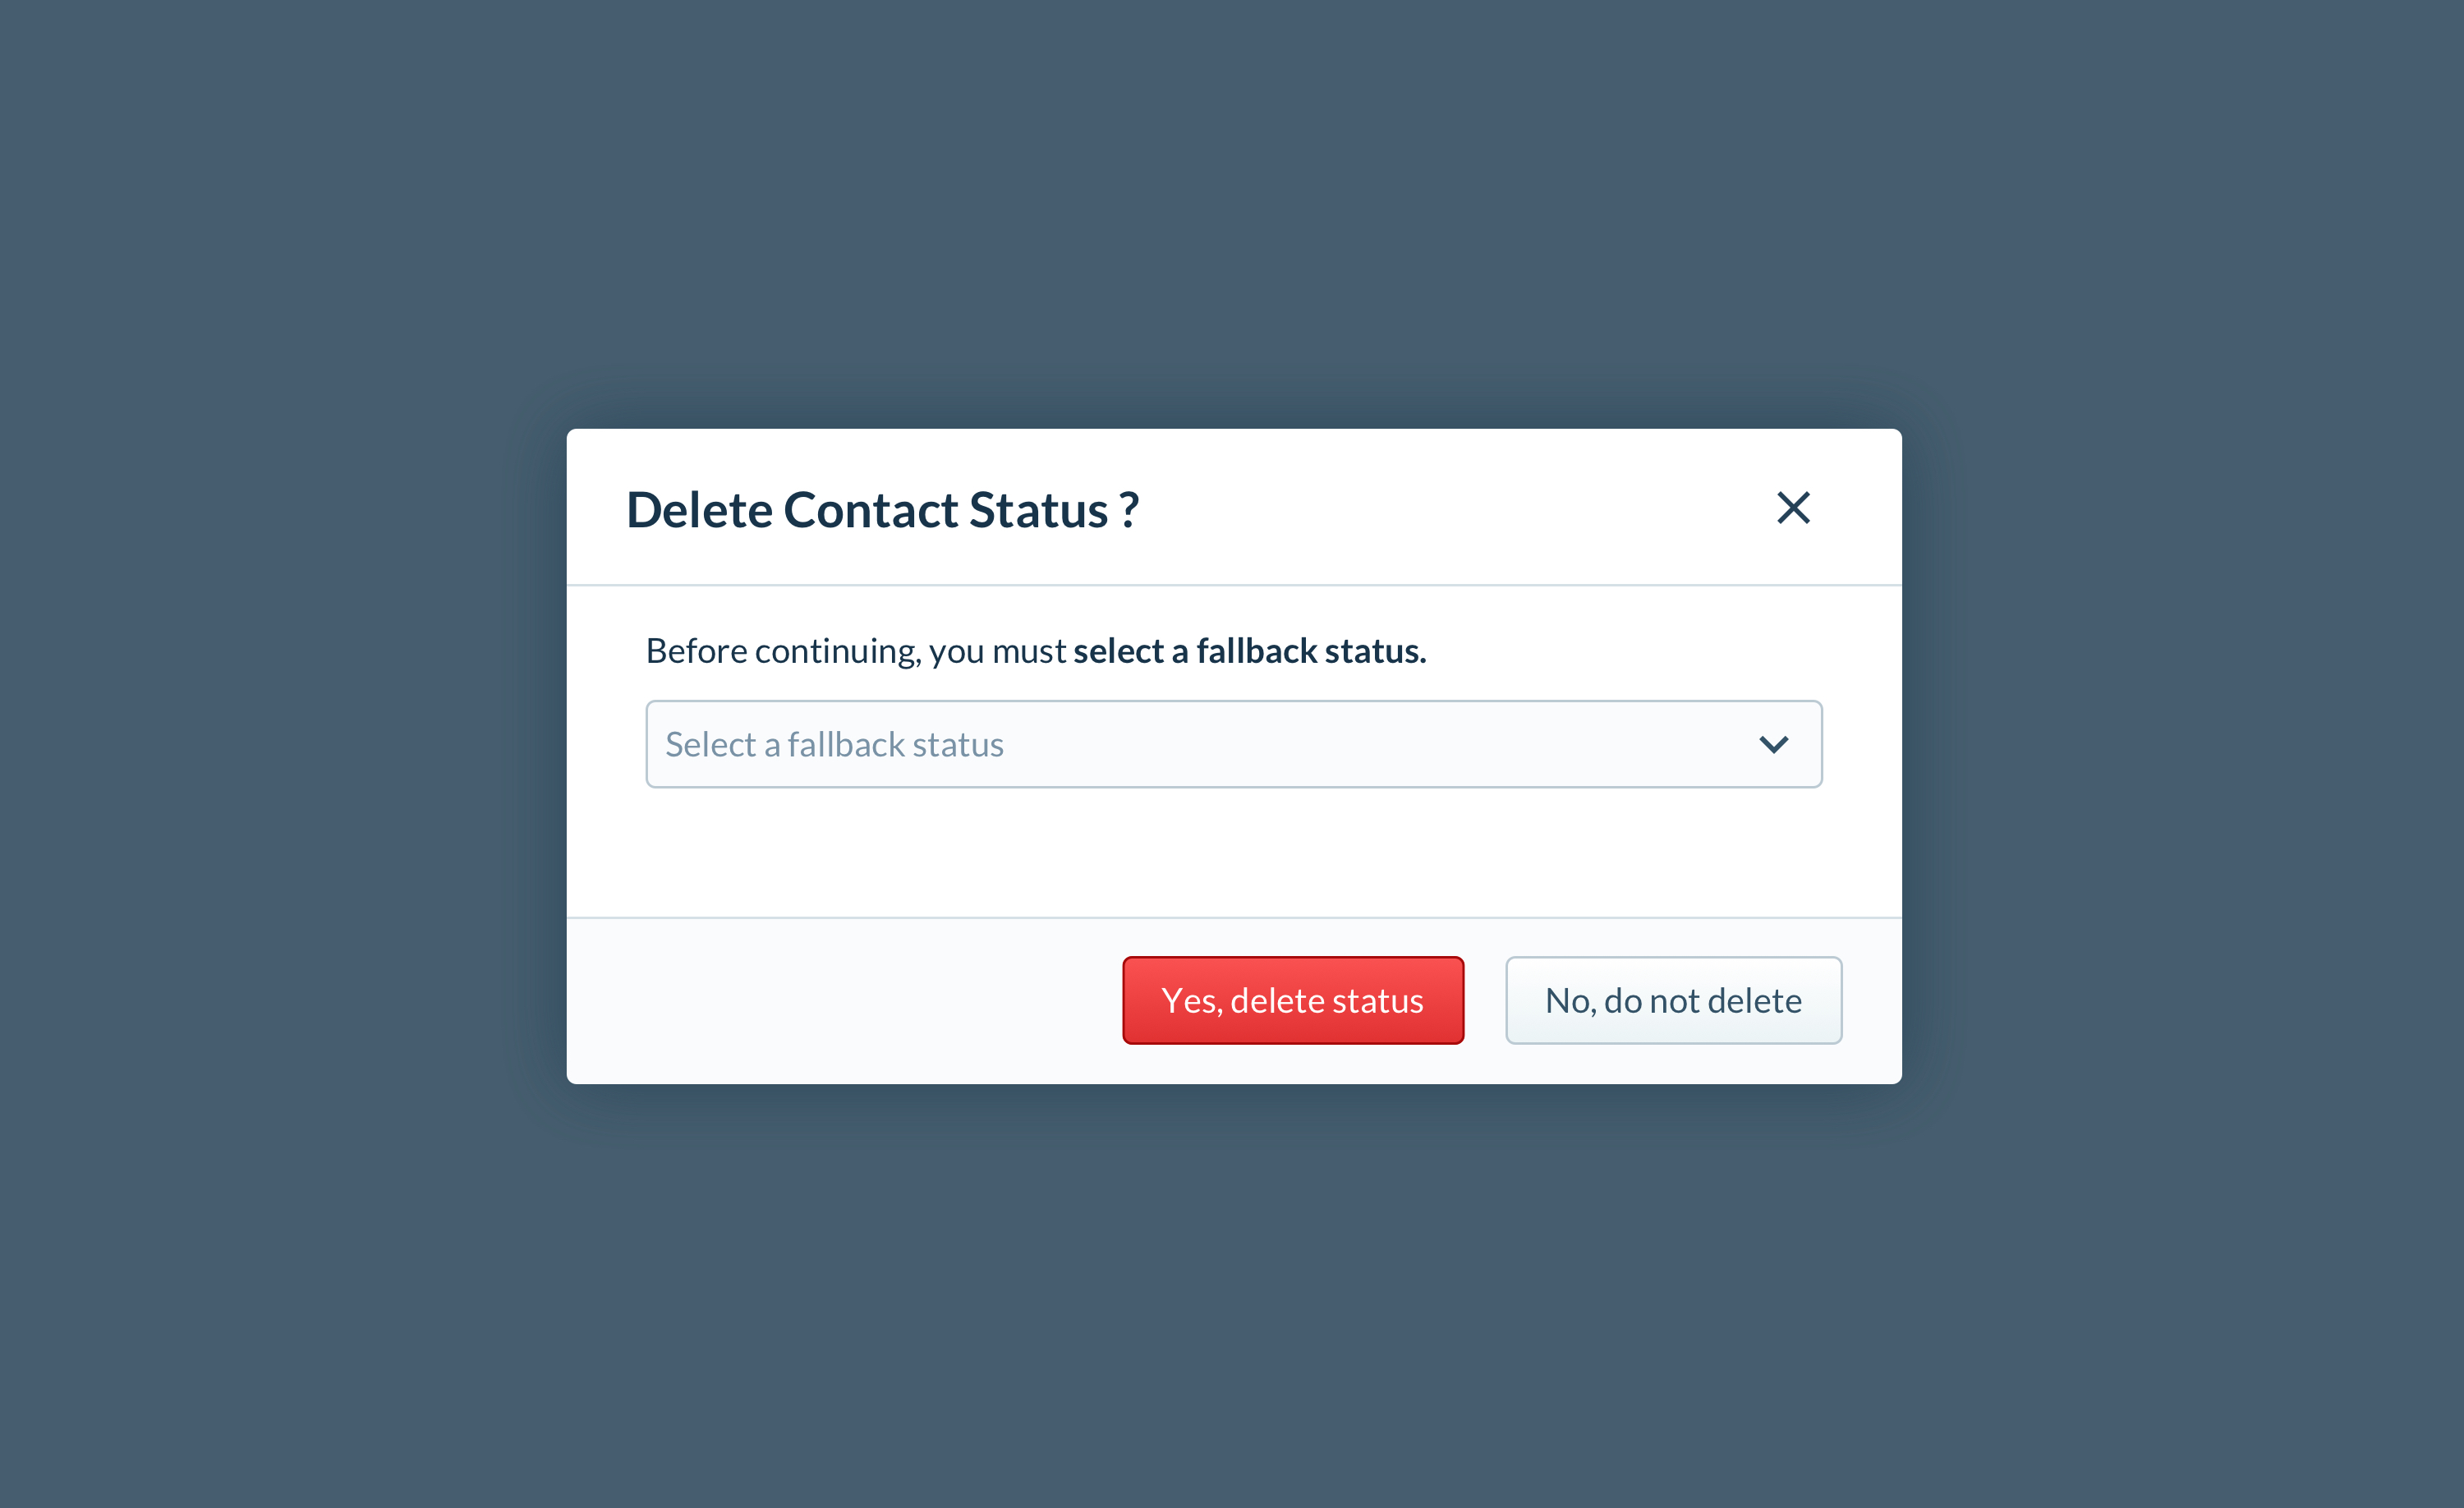 Delete Contact Status ?
Before continuing, you must select a fallback status.
Select a fallback status
Yes, delete status
No, do not delete